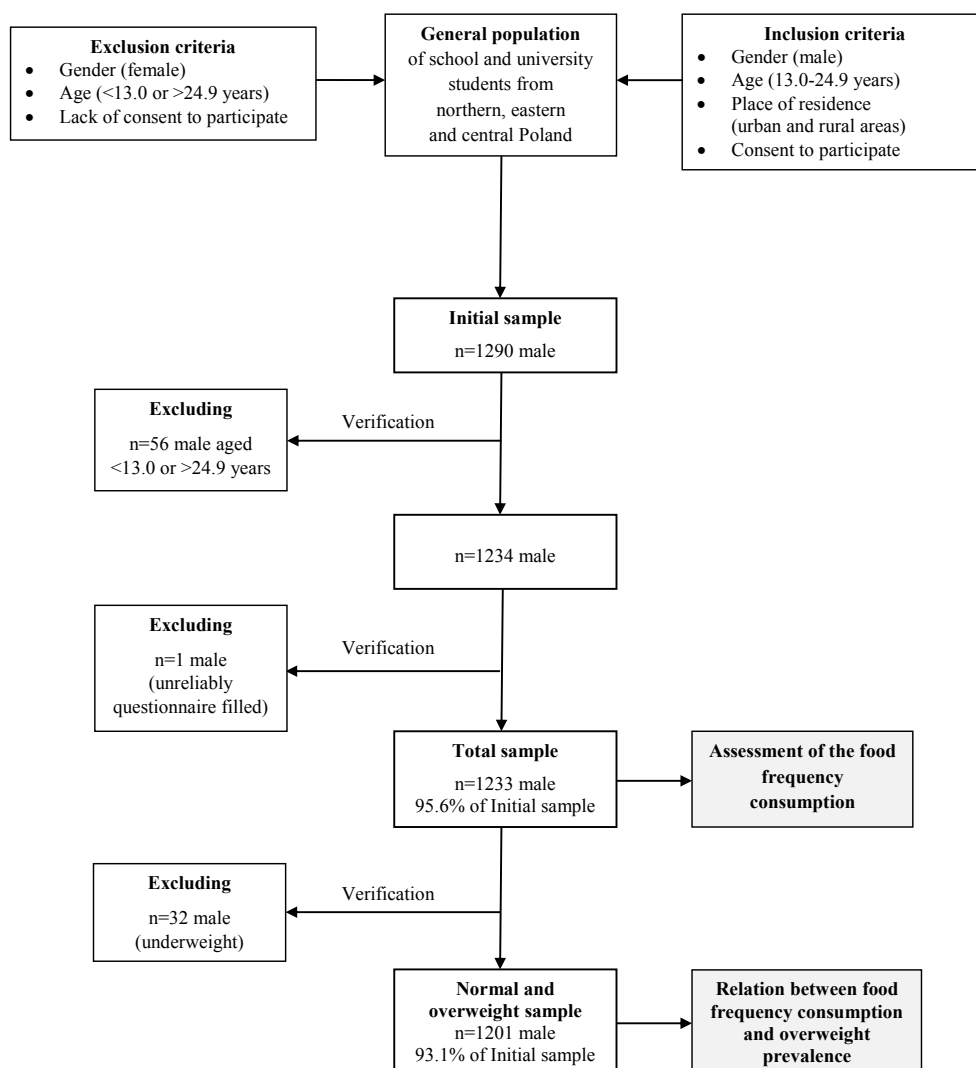 Exclusion criteria
• Gender (female)
• Age (<13.0 or >24.9 years)
• Lack of consent to participate
General population
of school and university
students from
northern, eastern
and central Poland
Inclusion criteria
• Gender (male)
• Age (13.0-24.9 years)
• Place of residence
(urban and rural areas)
• Consent to participate
Initial sample
n=1290 male
Excluding
n=56 male aged
<13.0 or >24.9 years
Verification
n=1234 male
Excluding
n=1 male
(unreliably
questionnaire filled)
Verification
Total sample
n=1233 male
95.6% of Initial sample
Assessment of the food
frequency
consumption
Excluding
n=32 male
(underweight)
Verification
Normal and
overweight sample
n=1201 male
93.1% of Initial sample
Relation between food
frequency consumption
and overweight
prevalence